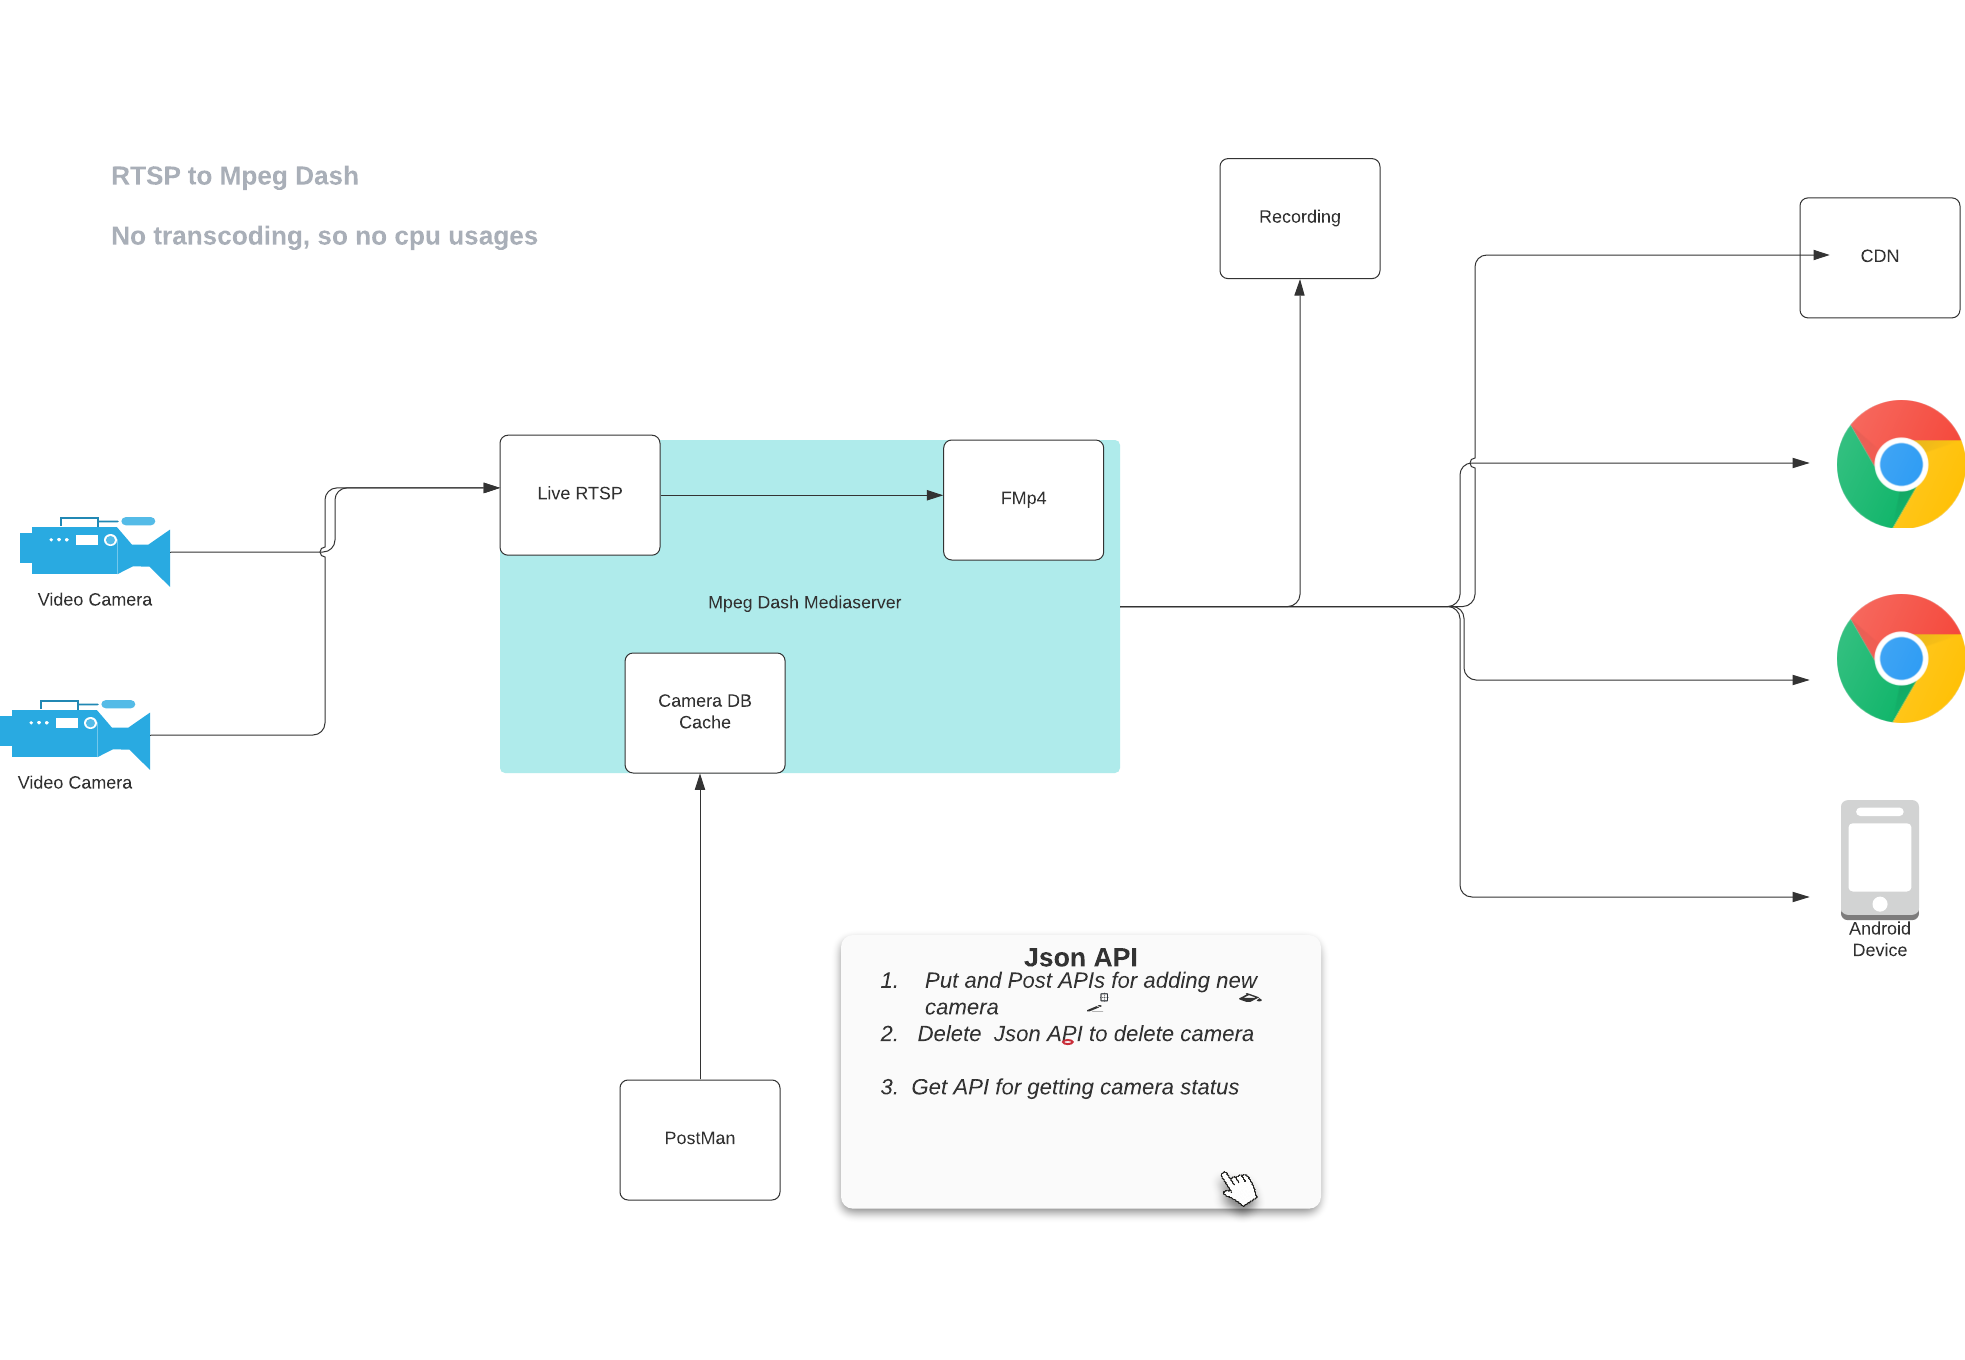 RTSP to Mpeg Dash
No transcoding, so no cpu usages
Recording
CDN
Live RTSP
FMp4
Video Camera
Mpeg Dash Mediaserver
Camera DB
Cache
Video Camera
Android
Device
Json API
1. Put and Post APIs for adding new
camera
2. Delete Json API to delete camera
3. Get API for getting camera status
PostMan